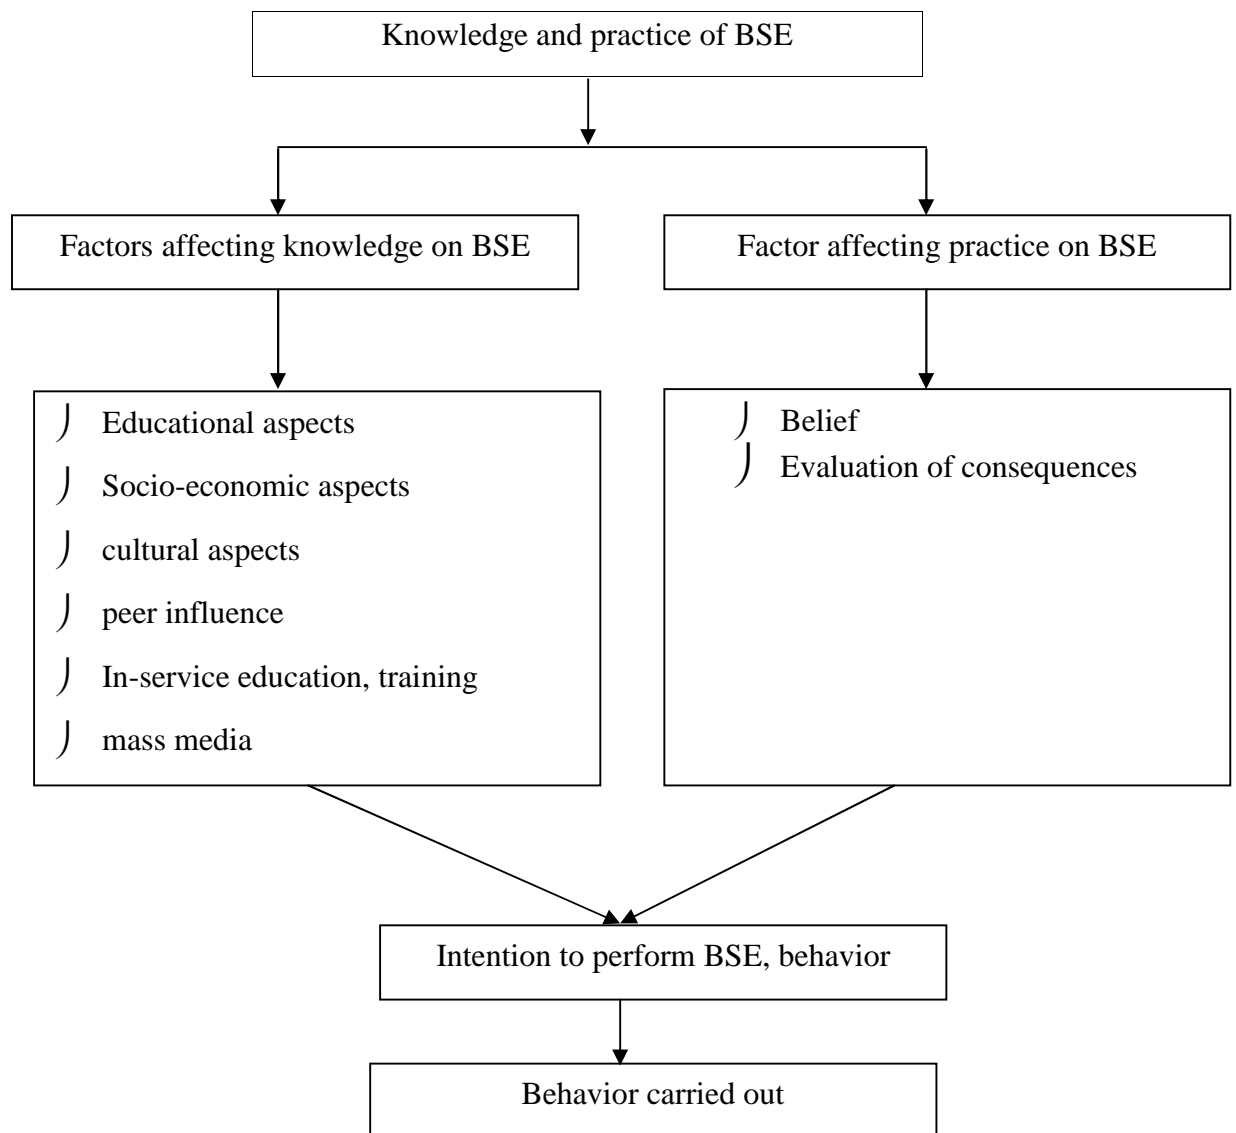 Knowledge and practice of BSE
Factors affecting knowledge on BSE
Factor affecting practice on BSE
Educational aspects
Socio-economic aspects
cultural aspects
peer influence
In-service education, training
mass media
Belief
Evaluation of consequences
Intention to perform BSE, behavior
Behavior carried out